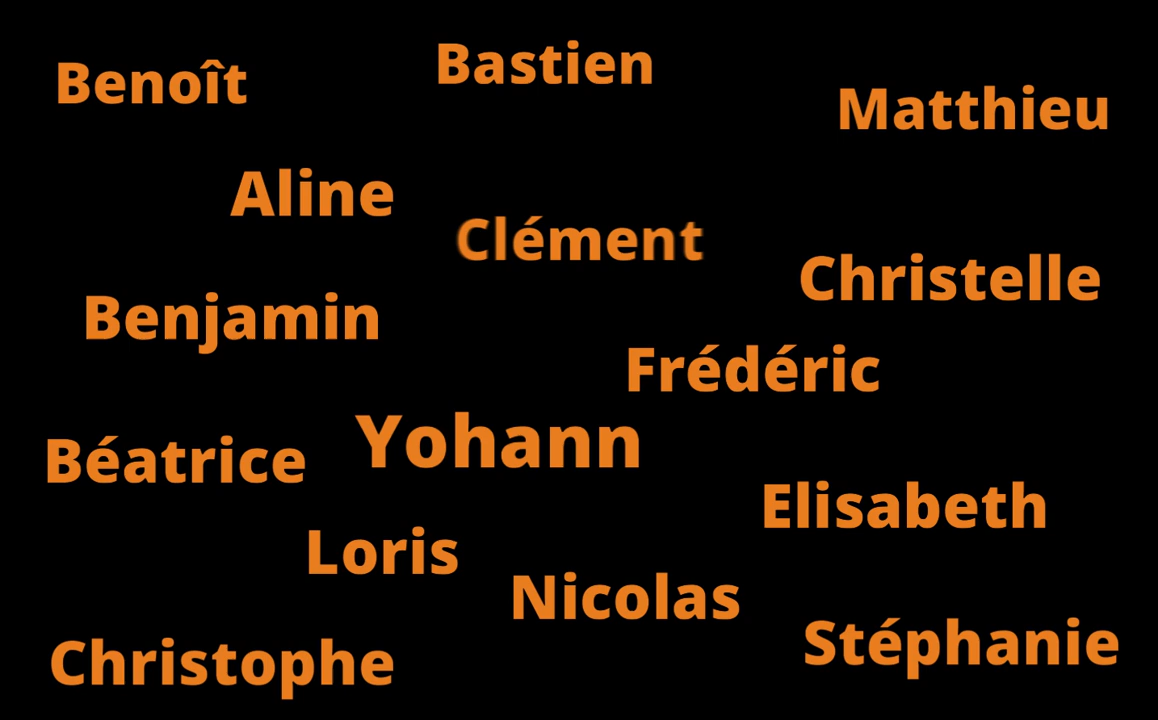 Benoît
Bastien
Matthieu
Aline
Clément
Christelle
Benjamin
Frédéric
Yohann
Béatrice
Elisabeth
Loris
Nicolas
Stéphanie
Christophe